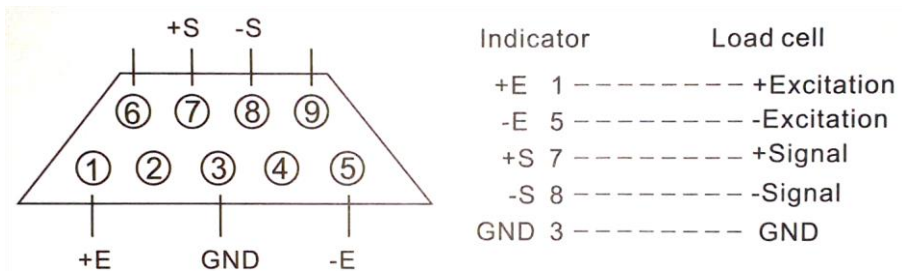 +S -S
6 7 8 9
1 2 3 4 5
+E GND -E
Indicator Load cell
+E 1 --------- +Excitation
-E 5 --------- -Excitation
+S 7 --------- +Signal
-S 8 --------- -Signal
GND 3 --------- GND